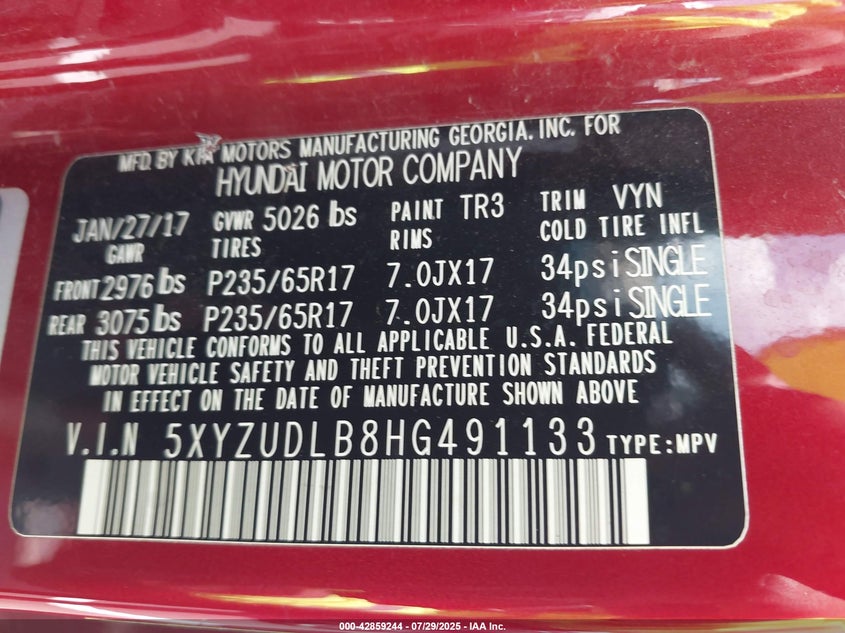 MFD. BY KIA MOTORS MANUFACTURING GEORGIA. INC. FOR
HYUNDAI MOTOR COMPANY
JAN/27/17 GVWR 5026 lbs PAINT TR3 TRIM VYN
GAWR TIRES RIMS COLD TIRE INFL
FRONT 2976 lbs P235/65R17 7.0JX17 34psi SINGLE
REAR 3075 lbs P235/65R17 7.0JX17 34psi SINGLE
THIS VEHICLE CONFORMS TO ALL APPLICABLE U.S.A. FEDERAL
MOTOR VEHICLE SAFETY AND THEFT PREVENTION STANDARDS
IN EFFECT ON THE DATE OF MANUFACTURE SHOWN ABOVE
V.I.N 5XYZUDLB8HG491133 TYPE:MPV
000-42859244 - 07/29/2025 - IAA Inc.